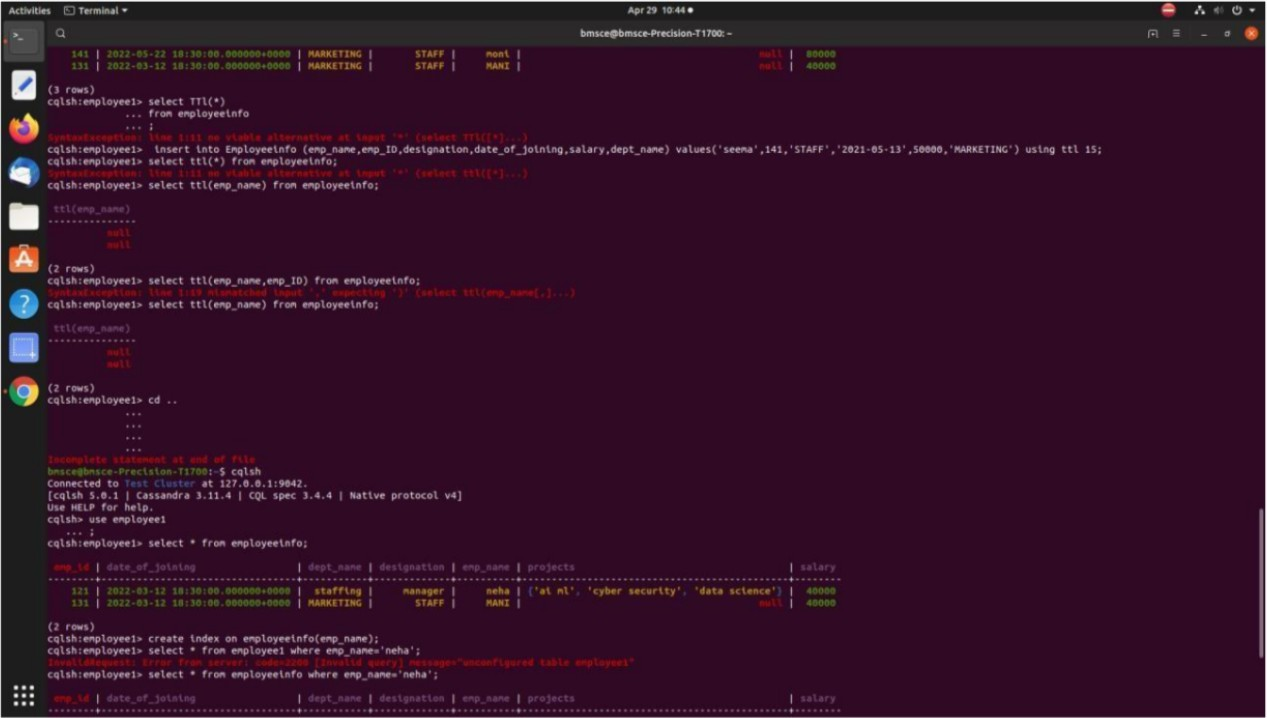 Activities Terminal Apr 29 10:44
bmsce@bmsce-Precision-T1700: ~
141 | 2022-05-22 18:30:00.000000+0000 | MARKETING | STAFF | moni | null | 80000
131 | 2022-03-12 18:30:00.000000+0000 | MARKETING | STAFF | MANI | null | 40000
(3 rows)
cqlsh:employee1> select TTl(*)
... from employeeinfo
... ;
SyntaxException: line 1:11 no viable alternative at input '*' (select TTl([*]...)
cqlsh:employee1> insert into Employeeinfo (emp_name,emp_ID,designation,date_of_joining,salary,dept_name) values('seema',141,'STAFF','2021-05-13',50000,'MARKETING') using ttl 15;
cqlsh:employee1> select ttl(*) from employeeinfo;
SyntaxException: line 1:11 no viable alternative at input '*' (select ttl([*]...)
cqlsh:employee1> select ttl(emp_name) from employeeinfo;
ttl(emp_name)
---------------
null
null
(2 rows)
cqlsh:employee1> select ttl(emp_name,emp_ID) from employeeinfo;
SyntaxException: line 1:19 mismatched input ',' expecting ')' (select ttl(emp_name[,]...)
cqlsh:employee1> select ttl(emp_name) from employeeinfo;
ttl(emp_name)
---------------
null
null
(2 rows)
cqlsh:employee1> cd ..
...
...
...
...
Incomplete statement at end of file
bmsce@bmsce-Precision-T1700:~$ cqlsh
Connected to Test Cluster at 127.0.0.1:9042.
[cqlsh 5.0.1 | Cassandra 3.11.4 | CQL spec 3.4.4 | Native protocol v4]
Use HELP for help.
cqlsh> use employee1
... ;
cqlsh:employee1> select * from employeeinfo;
emp_id | date_of_joining | dept_name | designation | emp_name | projects | salary
--------+---------------------------------+-----------+-------------+----------+--------------------------------------------+--------
121 | 2022-03-12 18:30:00.000000+0000 | staffing | manager | neha | {'ai ml', 'cyber security', 'data science'} | 40000
131 | 2022-03-12 18:30:00.000000+0000 | MARKETING | STAFF | MANI | null | 40000
(2 rows)
cqlsh:employee1> create index on employeeinfo(emp_name);
cqlsh:employee1> select * from employee1 where emp_name='neha';
InvalidRequest: Error from server: code=2200 [Invalid query] message="unconfigured table employee1"
cqlsh:employee1> select * from employeeinfo where emp_name='neha';
emp_id | date_of_joining | dept_name | designation | emp_name | projects | salary
--------+---------------------------------+-----------+-------------+----------+--------------------------------------------+--------